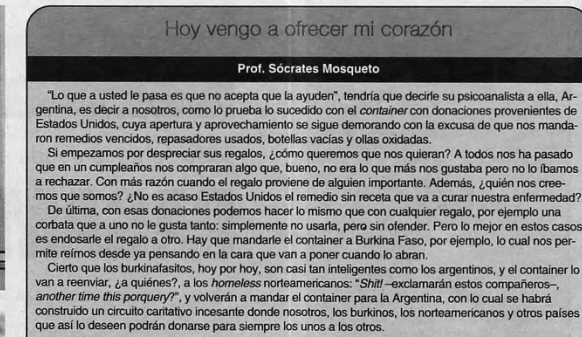 Hoy vengo a ofrecer mi corazón
Prof. Sócrates Mosqueto
"Lo que a usted le pasa es que no acepta que la ayuden", tendría que decirle su psicoanalista a ella, Ar-
gentina, es decir a nosotros, como lo prueba lo sucedido con el container con donaciones provenientes de
Estados Unidos, cuya apertura y aprovechamiento se sigue demorando con la excusa de que nos manda-
ron remedios vencidos, repasadores usados, botellas vacías y ollas oxidadas.
Si empezamos por despreciar sus regalos, ¿cómo queremos que nos quieran? A todos nos ha pasado
que en un cumpleaños nos compraran algo que, bueno, no era lo que más nos gustaba pero no lo íbamos
a rechazar. Con más razón cuando el regalo proviene de alguien importante. Además, ¿quién nos cree-
mos que somos? ¿No es acaso Estados Unidos el remedio sin receta que va a curar nuestra enfermedad?
De última, con esas donaciones podemos hacer lo mismo que con cualquier regalo, por ejemplo una
corbata que a uno no le gusta tanto: simplemente no usarla, pero sin ofender. Pero lo mejor en estos casos
es endosarle el regalo a otro. Hay que mandarle el container a Burkina Faso, por ejemplo, lo cual nos per-
mite reírnos desde ya pensando en la cara que van a poner cuando lo abran.
Cierto que los burkinafasitos, hoy por hoy, son casi tan inteligentes como los argentinos, y el container lo
van a reenviar, ¿a quiénes?, a los homeless norteamericanos: "Shit! –exclamarán estos compañeros–,
another time this porquery?", y volverán a mandar el container para la Argentina, con lo cual se habrá
construido un circuito caritativo incesante donde nosotros, los burkinos, los norteamericanos y otros países
que así lo deseen podrán donarse para siempre los unos a los otros.